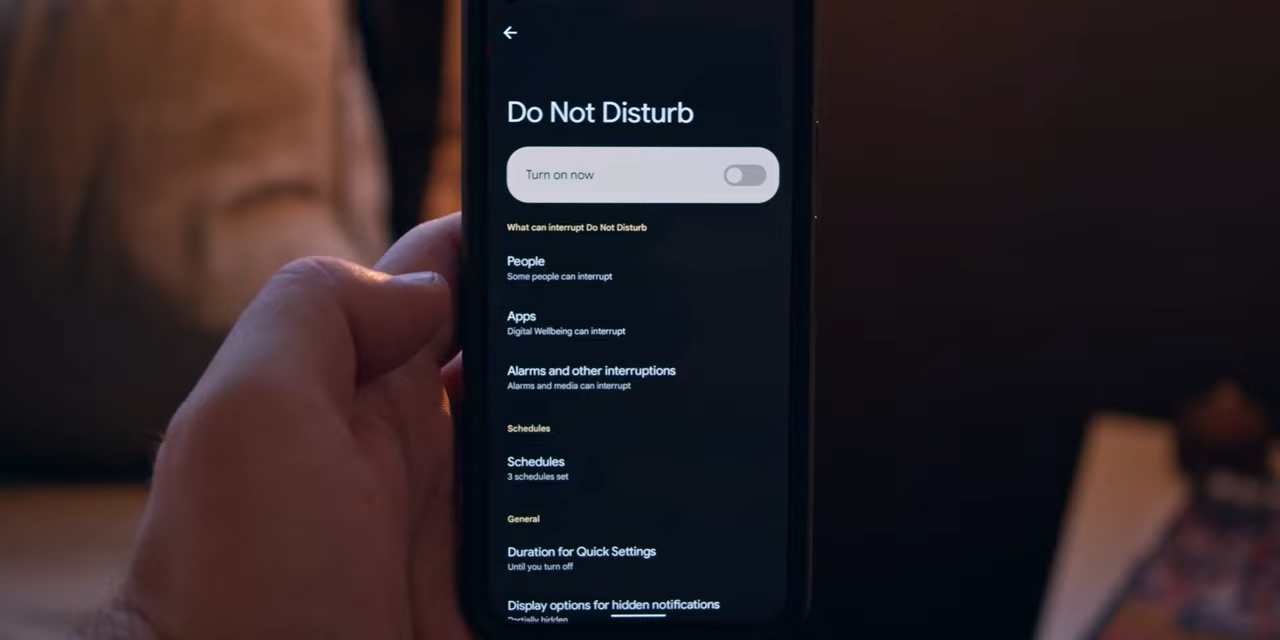 Do Not Disturb
Turn on now
What can interrupt Do Not Disturb
People
Some people can interrupt
Apps
Digital Wellbeing can interrupt
Alarms and other interruptions
Alarms and media can interrupt
Schedules
Schedules
3 schedules set
General
Duration for Quick Settings
Until you turn off
Display options for hidden notifications
Partially hidden